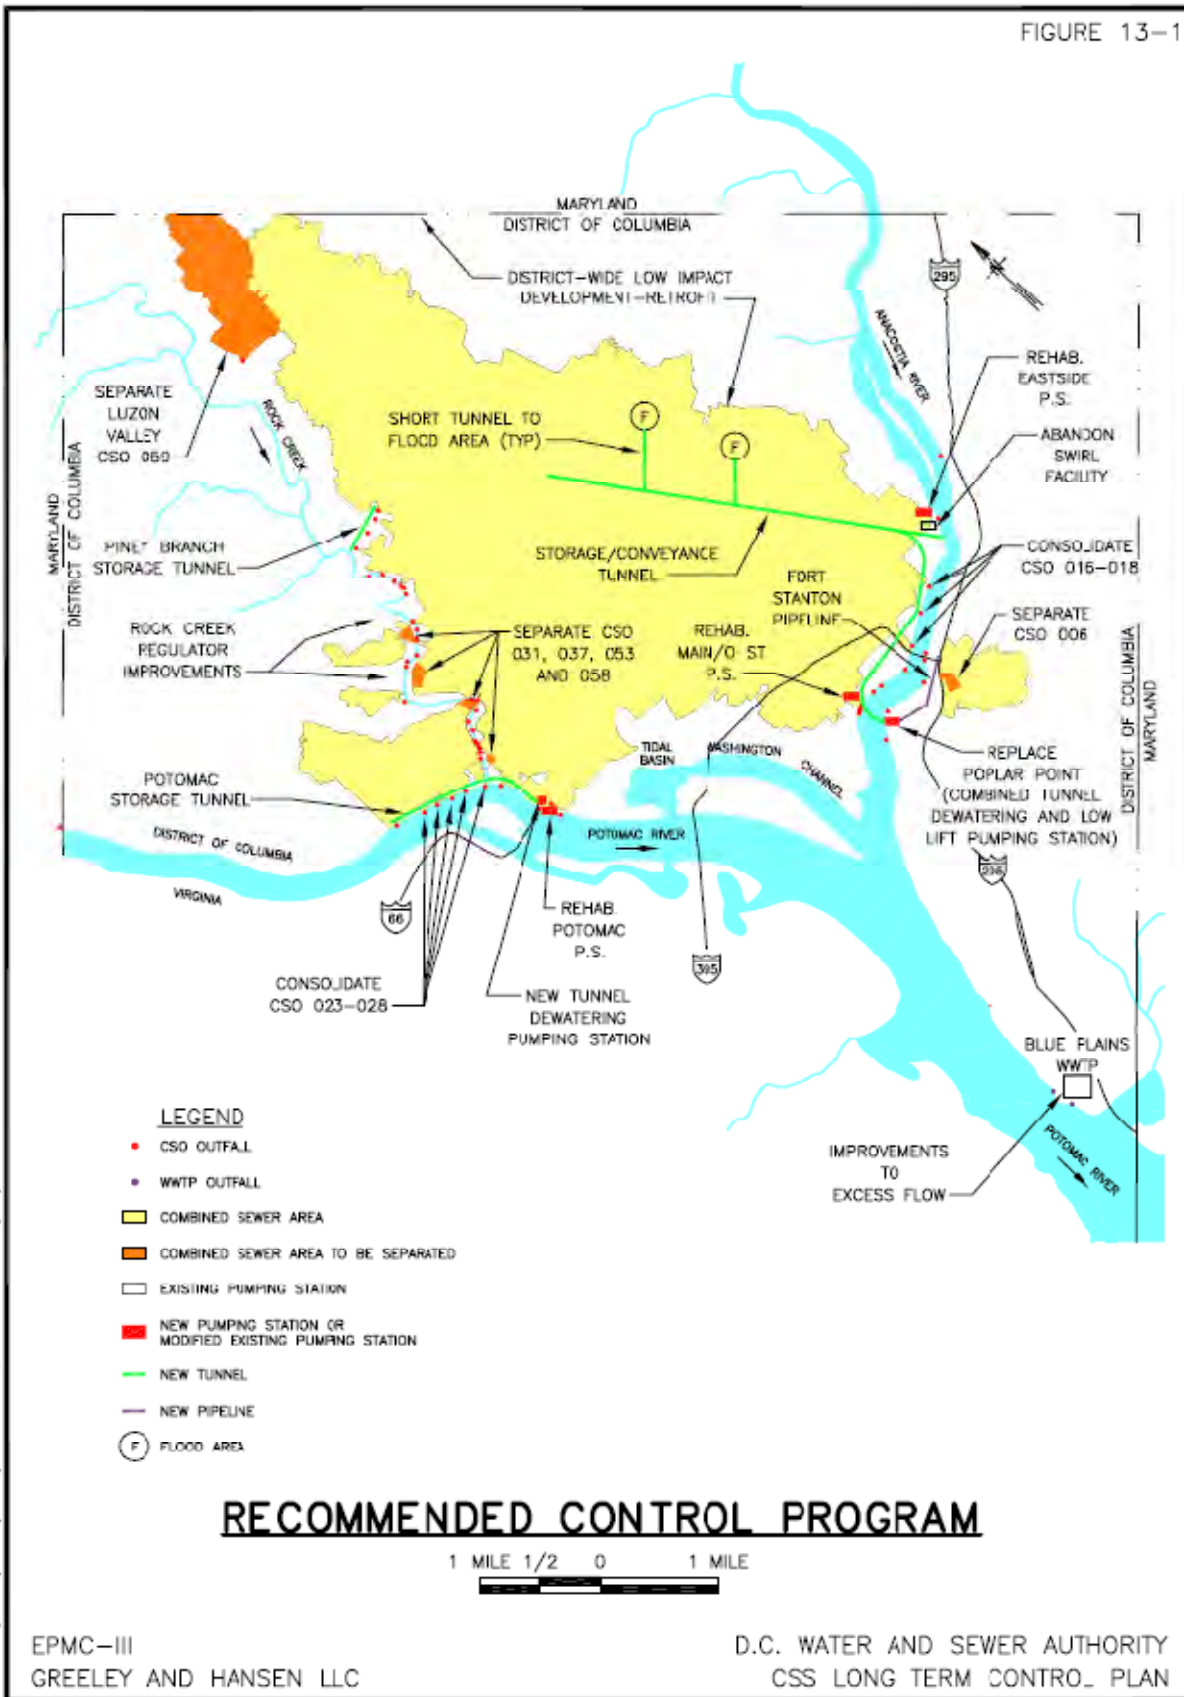 FIGURE 13-1
MARYLAND
DISTRICT OF COLUMBIA
DISTRICT-WIDE LOW IMPACT
DEVELOPMENT-RETROFIT
295
ANACOSTIA RIVER
REHAB.
EASTSIDE
P.S.
ABANDON
SWIRL
FACILITY
SEPARATE
LUZON
VALLEY
CSO 060
ROCK CREEK
SHORT TUNNEL TO
FLOOD AREA (TYP)
F
F
MARYLAND
DISTRICT OF COLUMBIA
PINEY BRANCH
STORAGE TUNNEL
STORAGE/CONVEYANCE
TUNNEL
CONSOLIDATE
CSO 016-018
FORT
STANTON
PIPELINE
ROCK CREEK
REGULATOR
IMPROVEMENTS
SEPARATE CSO
031, 037, 053
AND 058
REHAB.
MAIN/O ST
P.S.
SEPARATE
CSO 006
DISTRICT OF COLUMBIA
MARYLAND
TIDAL
BASIN
WASHINGTON
CHANNEL
REPLACE
POPLAR POINT
(COMBINED TUNNEL
DEWATERING AND LOW
LIFT PUMPING STATION)
POTOMAC
STORAGE TUNNEL
DISTRICT OF COLUMBIA
VIRGINIA
POTOMAC RIVER
66
REHAB.
POTOMAC
P.S.
395
CONSOLIDATE
CSO 023-028
NEW TUNNEL
DEWATERING
PUMPING STATION
BLUE PLAINS
WWTP
IMPROVEMENTS
TO
EXCESS FLOW
POTOMAC RIVER
LEGEND
CSO OUTFALL
WWTP OUTFALL
COMBINED SEWER AREA
COMBINED SEWER AREA TO BE SEPARATED
EXISTING PUMPING STATION
NEW PUMPING STATION OR
MODIFIED EXISTING PUMPING STATION
NEW TUNNEL
NEW PIPELINE
F FLOOD AREA
RECOMMENDED CONTROL PROGRAM
1 MILE 1/2 0 1 MILE
EPMC-III
GREELEY AND HANSEN LLC
D.C. WATER AND SEWER AUTHORITY
CSS LONG TERM CONTROL PLAN